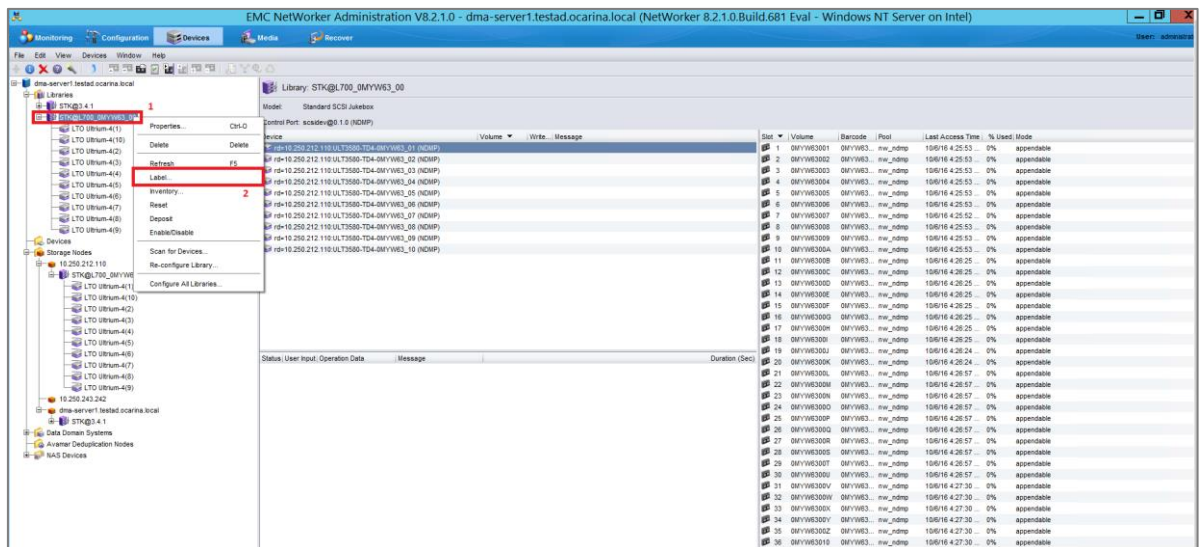 EMC NetWorker Administration V8.2.1.0 - dma-server1.testad.ocarina.local (NetWorker 8.2.1.0.Build.681 Eval - Windows NT Server on Intel)
Monitoring Configuration Devices Media Recover User: administrat
File Edit View Devices Window Help
dma-server1.testad.ocarina.local
Libraries
STK@3.4.1
1
STK@L700_0MYW63_0
LTO Ultrium-4(1)
LTO Ultrium-4(10)
LTO Ultrium-4(2)
LTO Ultrium-4(3)
LTO Ultrium-4(4)
LTO Ultrium-4(5)
LTO Ultrium-4(6)
LTO Ultrium-4(7)
LTO Ultrium-4(8)
LTO Ultrium-4(9)
Devices
Storage Nodes
10.250.212.110
STK@L700_0MYW6
LTO Ultrium-4(1)
LTO Ultrium-4(10)
LTO Ultrium-4(2)
LTO Ultrium-4(3)
LTO Ultrium-4(4)
LTO Ultrium-4(5)
LTO Ultrium-4(6)
LTO Ultrium-4(7)
LTO Ultrium-4(8)
LTO Ultrium-4(9)
10.250.243.242
dma-server1.testad.ocarina.local
STK@3.4.1
Data Domain Systems
Avamar Deduplication Nodes
NAS Devices
Properties... Ctrl-O
Delete Delete
Refresh F5
Label...
2
Inventory...
Reset
Deposit
Enable/Disable
Scan for Devices...
Re-configure Library...
Configure All Libraries...
Library: STK@L700_0MYW63_00
Model: Standard SCSI Jukebox
Control Port: scsidev@0.1.0 (NDMP)
Device Volume Write... Message
rd=10.250.212.110:ULT3580-TD4-0MYW63_01 (NDMP)
rd=10.250.212.110:ULT3580-TD4-0MYW63_02 (NDMP)
rd=10.250.212.110:ULT3580-TD4-0MYW63_03 (NDMP)
rd=10.250.212.110:ULT3580-TD4-0MYW63_04 (NDMP)
rd=10.250.212.110:ULT3580-TD4-0MYW63_05 (NDMP)
rd=10.250.212.110:ULT3580-TD4-0MYW63_06 (NDMP)
rd=10.250.212.110:ULT3580-TD4-0MYW63_07 (NDMP)
rd=10.250.212.110:ULT3580-TD4-0MYW63_08 (NDMP)
rd=10.250.212.110:ULT3580-TD4-0MYW63_09 (NDMP)
rd=10.250.212.110:ULT3580-TD4-0MYW63_10 (NDMP)
Status User Input Operation Data Message Duration (Sec)
Slot Volume Barcode Pool Last Access Time % Used Mode
1 0MYW63001 0MYW63... nw_ndmp 10/6/16 4:25:53 ... 0% appendable
2 0MYW63002 0MYW63... nw_ndmp 10/6/16 4:25:53 ... 0% appendable
3 0MYW63003 0MYW63... nw_ndmp 10/6/16 4:25:53 ... 0% appendable
4 0MYW63004 0MYW63... nw_ndmp 10/6/16 4:25:53 ... 0% appendable
5 0MYW63005 0MYW63... nw_ndmp 10/6/16 4:25:53 ... 0% appendable
6 0MYW63006 0MYW63... nw_ndmp 10/6/16 4:25:53 ... 0% appendable
7 0MYW63007 0MYW63... nw_ndmp 10/6/16 4:25:52 ... 0% appendable
8 0MYW63008 0MYW63... nw_ndmp 10/6/16 4:25:53 ... 0% appendable
9 0MYW63009 0MYW63... nw_ndmp 10/6/16 4:25:53 ... 0% appendable
10 0MYW6300A 0MYW63... nw_ndmp 10/6/16 4:25:53 ... 0% appendable
11 0MYW6300B 0MYW63... nw_ndmp 10/6/16 4:26:25 ... 0% appendable
12 0MYW6300C 0MYW63... nw_ndmp 10/6/16 4:26:25 ... 0% appendable
13 0MYW6300D 0MYW63... nw_ndmp 10/6/16 4:26:25 ... 0% appendable
14 0MYW6300E 0MYW63... nw_ndmp 10/6/16 4:26:25 ... 0% appendable
15 0MYW6300F 0MYW63... nw_ndmp 10/6/16 4:26:25 ... 0% appendable
16 0MYW6300G 0MYW63... nw_ndmp 10/6/16 4:26:25 ... 0% appendable
17 0MYW6300H 0MYW63... nw_ndmp 10/6/16 4:26:25 ... 0% appendable
18 0MYW6300I 0MYW63... nw_ndmp 10/6/16 4:26:25 ... 0% appendable
19 0MYW6300J 0MYW63... nw_ndmp 10/6/16 4:26:24 ... 0% appendable
20 0MYW6300K 0MYW63... nw_ndmp 10/6/16 4:26:24 ... 0% appendable
21 0MYW6300L 0MYW63... nw_ndmp 10/6/16 4:26:57 ... 0% appendable
22 0MYW6300M 0MYW63... nw_ndmp 10/6/16 4:26:57 ... 0% appendable
23 0MYW6300N 0MYW63... nw_ndmp 10/6/16 4:26:57 ... 0% appendable
24 0MYW6300O 0MYW63... nw_ndmp 10/6/16 4:26:57 ... 0% appendable
25 0MYW6300P 0MYW63... nw_ndmp 10/6/16 4:26:57 ... 0% appendable
26 0MYW6300Q 0MYW63... nw_ndmp 10/6/16 4:26:57 ... 0% appendable
27 0MYW6300R 0MYW63... nw_ndmp 10/6/16 4:26:57 ... 0% appendable
28 0MYW6300S 0MYW63... nw_ndmp 10/6/16 4:26:57 ... 0% appendable
29 0MYW6300T 0MYW63... nw_ndmp 10/6/16 4:26:57 ... 0% appendable
30 0MYW6300U 0MYW63... nw_ndmp 10/6/16 4:26:57 ... 0% appendable
31 0MYW6300V 0MYW63... nw_ndmp 10/6/16 4:27:30 ... 0% appendable
32 0MYW6300W 0MYW63... nw_ndmp 10/6/16 4:27:30 ... 0% appendable
33 0MYW6300X 0MYW63... nw_ndmp 10/6/16 4:27:30 ... 0% appendable
34 0MYW6300Y 0MYW63... nw_ndmp 10/6/16 4:27:30 ... 0% appendable
35 0MYW6300Z 0MYW63... nw_ndmp 10/6/16 4:27:30 ... 0% appendable
36 0MYW63010 0MYW63... nw_ndmp 10/6/16 4:27:30 ... 0% appendable